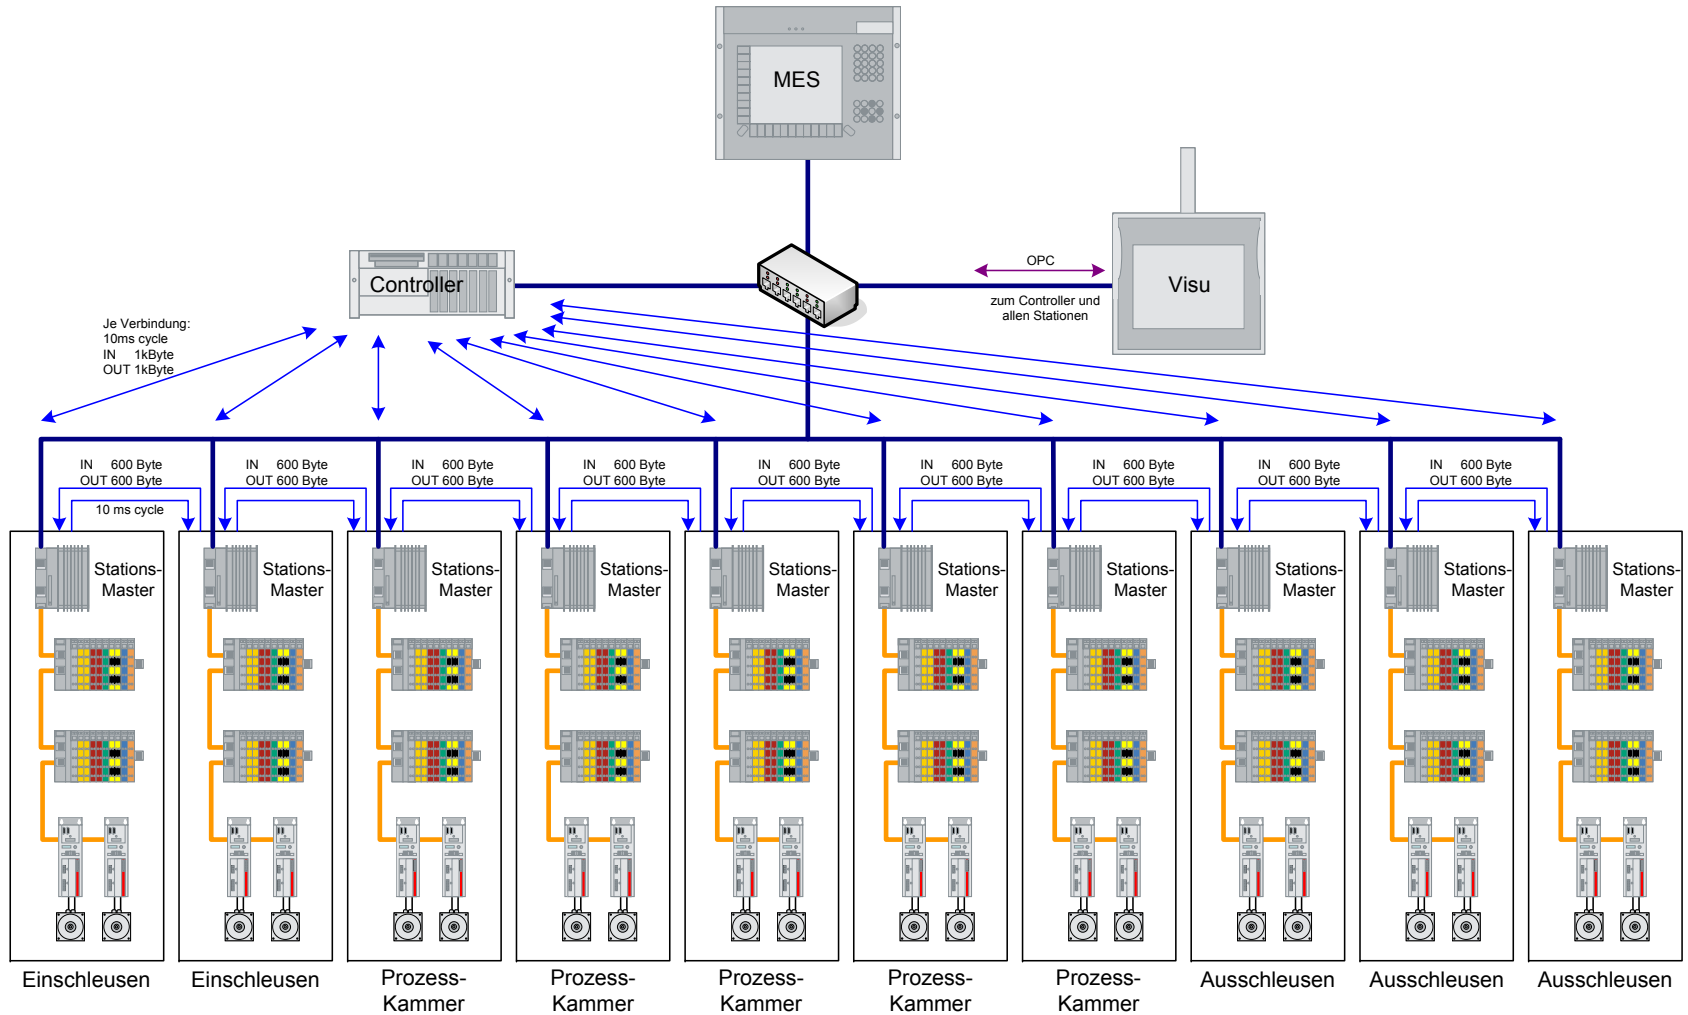 MES
OPC
Controller
Visu
zum Controller und
allen Stationen
Je Verbindung:
10ms cycle
IN 1kByte
OUT 1kByte
IN 600 Byte
OUT 600 Byte
10 ms cycle
IN 600 Byte
OUT 600 Byte
IN 600 Byte
OUT 600 Byte
IN 600 Byte
OUT 600 Byte
IN 600 Byte
OUT 600 Byte
IN 600 Byte
OUT 600 Byte
IN 600 Byte
OUT 600 Byte
IN 600 Byte
OUT 600 Byte
IN 600 Byte
OUT 600 Byte
Stations-
Master
Stations-
Master
Stations-
Master
Stations-
Master
Stations-
Master
Stations-
Master
Stations-
Master
Stations-
Master
Stations-
Master
Stations-
Master
Einschleusen
Einschleusen
Prozess-
Kammer
Prozess-
Kammer
Prozess-
Kammer
Prozess-
Kammer
Prozess-
Kammer
Ausschleusen
Ausschleusen
Ausschleusen